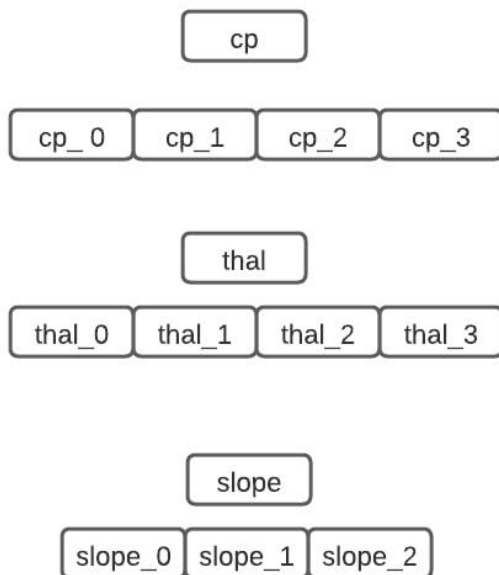 cp
cp_ 0 cp_1 cp_2 cp_3
thal
thal_0 thal_1 thal_2 thal_3
slope
slope_0 slope_1 slope_2